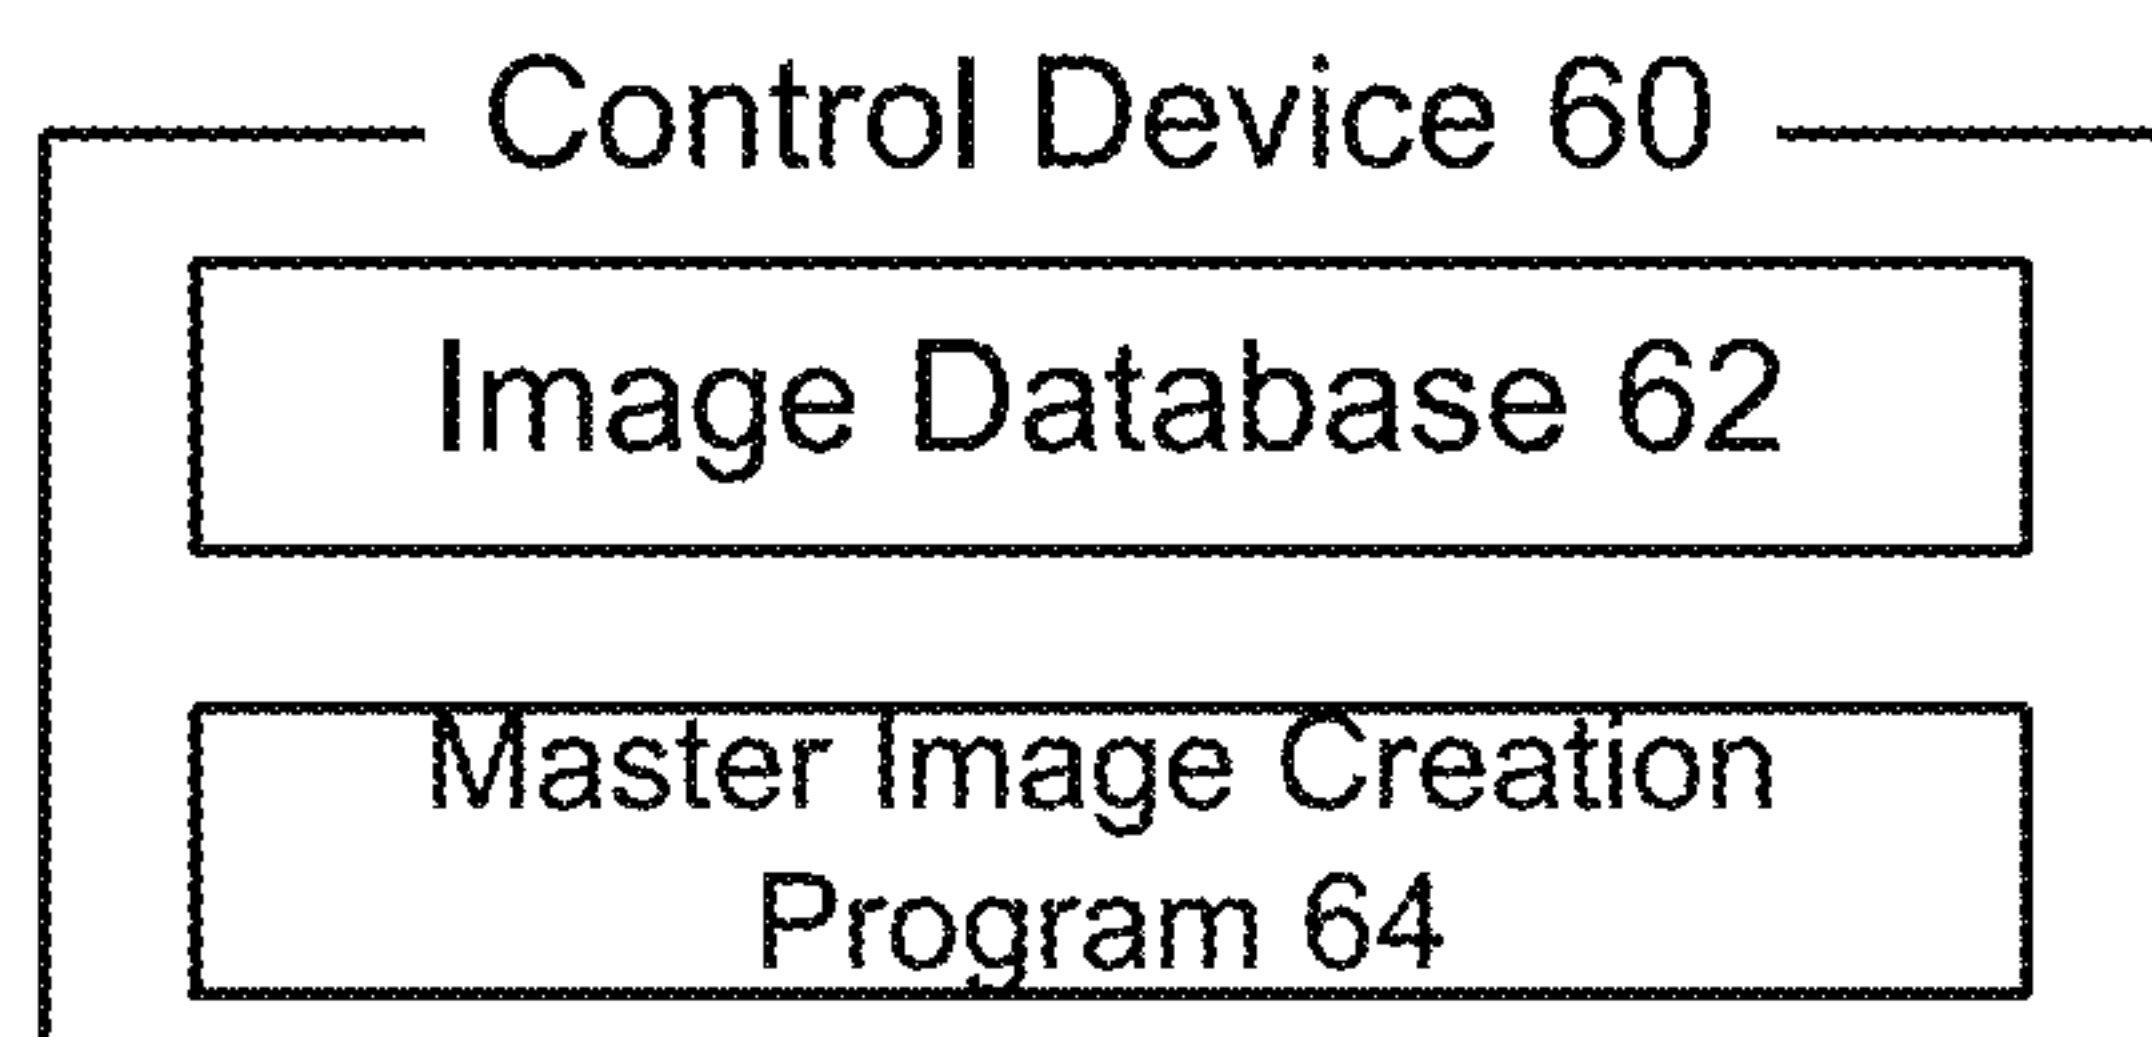 Control Device 60
Image Database 62
Master Image Creation
Program 64